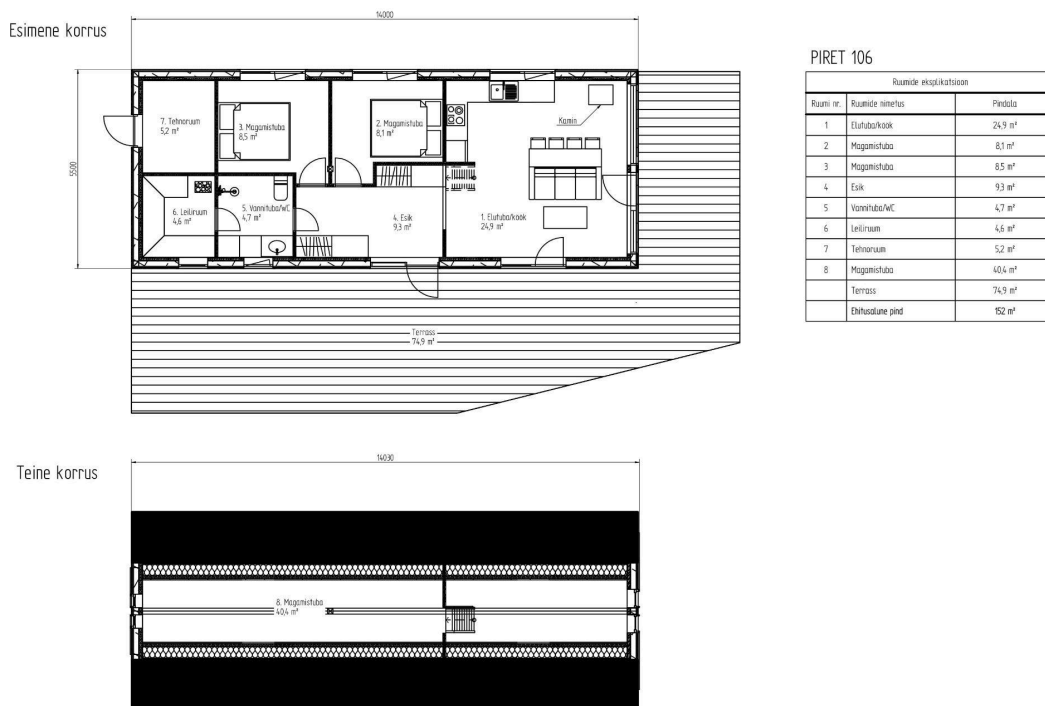 Esimene korrus
14000
5500
7. Tehnoruum
5,2 m²
3. Magamistuba
8,5 m²
2. Magamistuba
8,1 m²
Kamin
6. Leiliruum
4,6 m²
5. Vannituba/WC
4,7 m²
4. Esik
9,3 m²
1. Elutuba/köök
24,9 m²
Terrass
74,9 m²
PIRET 106
Ruumide eksplikatsioon
Ruumi nr. Ruumide nimetus Pindala
1 Elutuba/köök 24,9 m²
2 Magamistuba 8,1 m²
3 Magamistuba 8,5 m²
4 Esik 9,3 m²
5 Vannituba/WC 4,7 m²
6 Leiliruum 4,6 m²
7 Tehnoruum 5,2 m²
8 Magamistuba 40,4 m²
Terrass 74,9 m²
Ehitusalune pind 152 m²
Teine korrus
14030
8. Magamistuba
40,4 m²